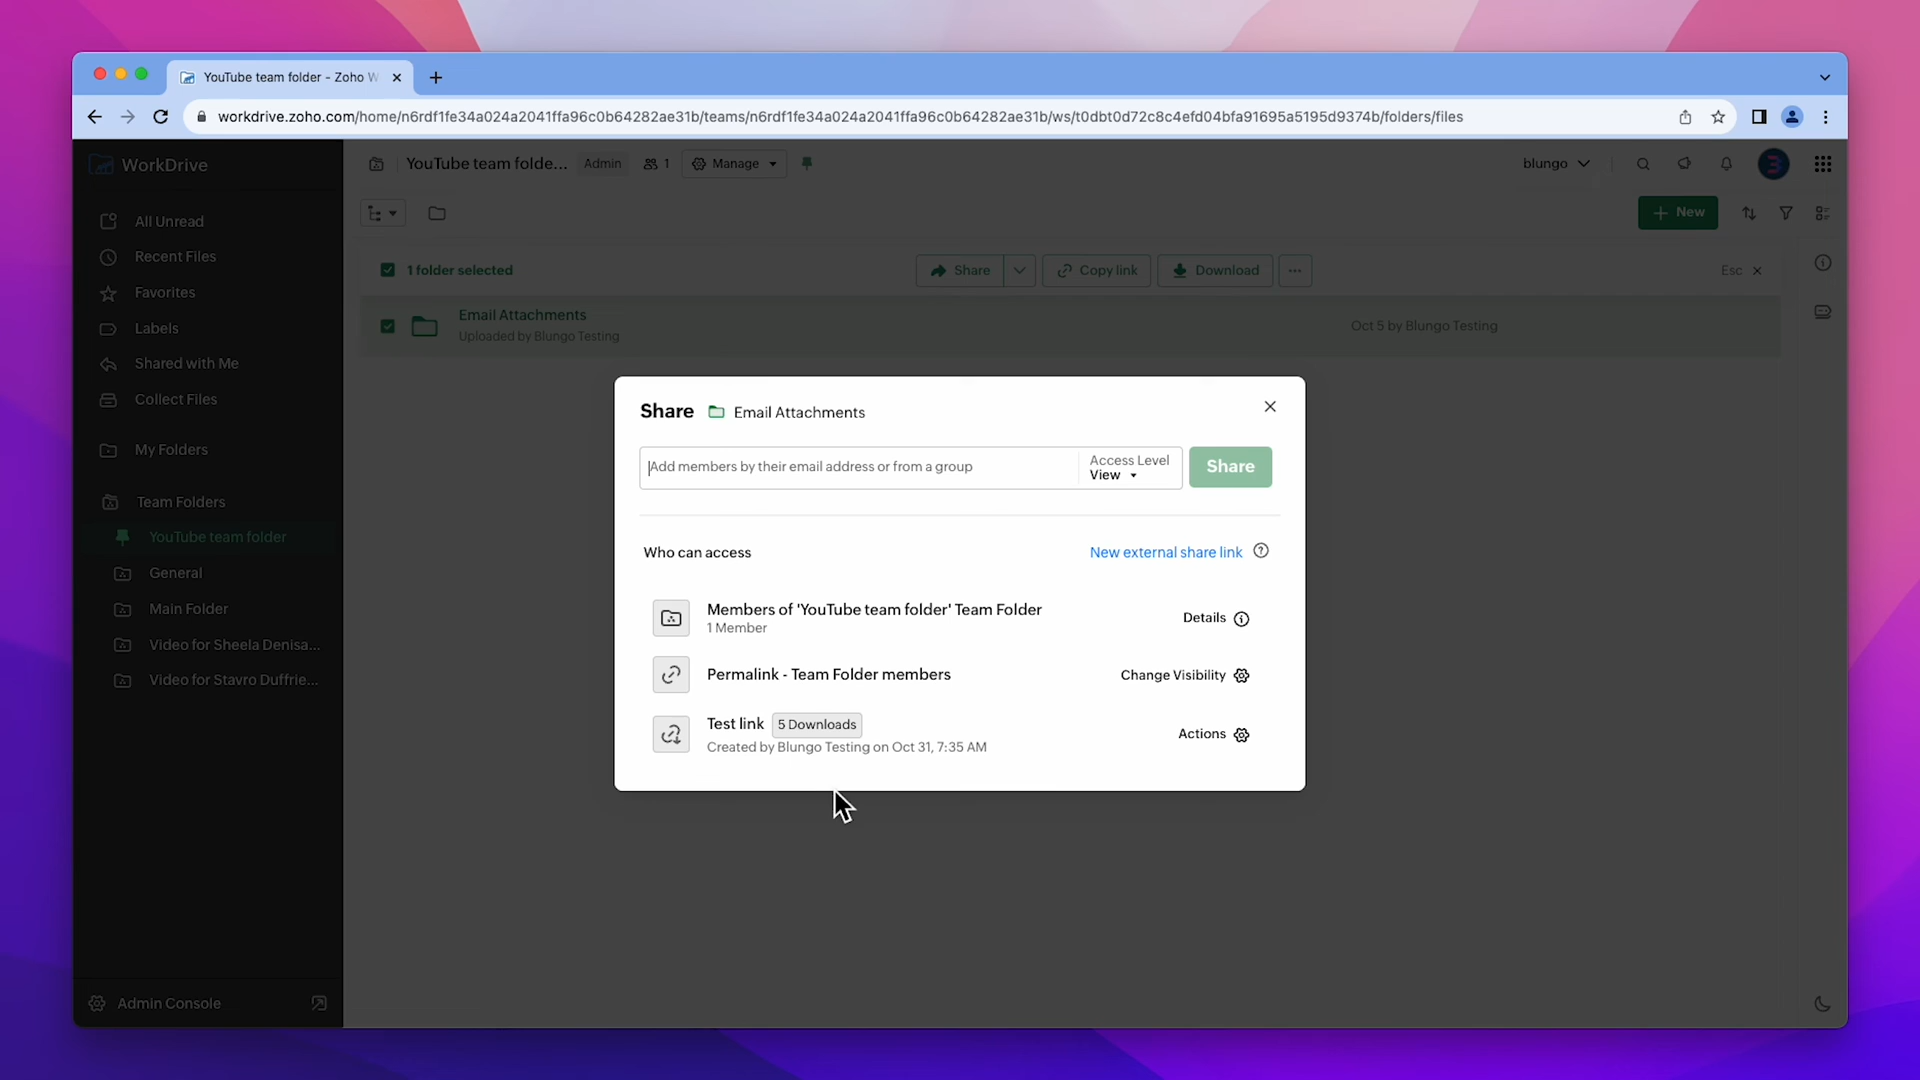 YouTube team folder - Zoho W
workdrive.zoho.com/home/n6rdf1fe34a024a2041ffa96c0b64282ae31b/teams/n6rdf1fe34a024a2041ffa96c0b64282ae31b/ws/t0dbt0d72c8c4efd04bfa91695a5195d9374b/folders/files
WorkDrive
All Unread
Recent Files
Favorites
Labels
Shared with Me
Collect Files
My Folders
Team Folders
YouTube team folder
General
Main Folder
Video for Sheela Denisa...
Video for Stavro Duffrie...
Admin Console
YouTube team folde... Admin 1 Manage
blungo
New
1 folder selected
Share
Copy link
Download
Esc
Email Attachments
Uploaded by Blungo Testing
Oct 5 by Blungo Testing
Share Email Attachments
Add members by their email address or from a group
Access Level
View
Share
Who can access
New external share link
Members of 'YouTube team folder' Team Folder
1 Member
Details
Permalink - Team Folder members
Change Visibility
Test link 5 Downloads
Created by Blungo Testing on Oct 31, 7:35 AM
Actions